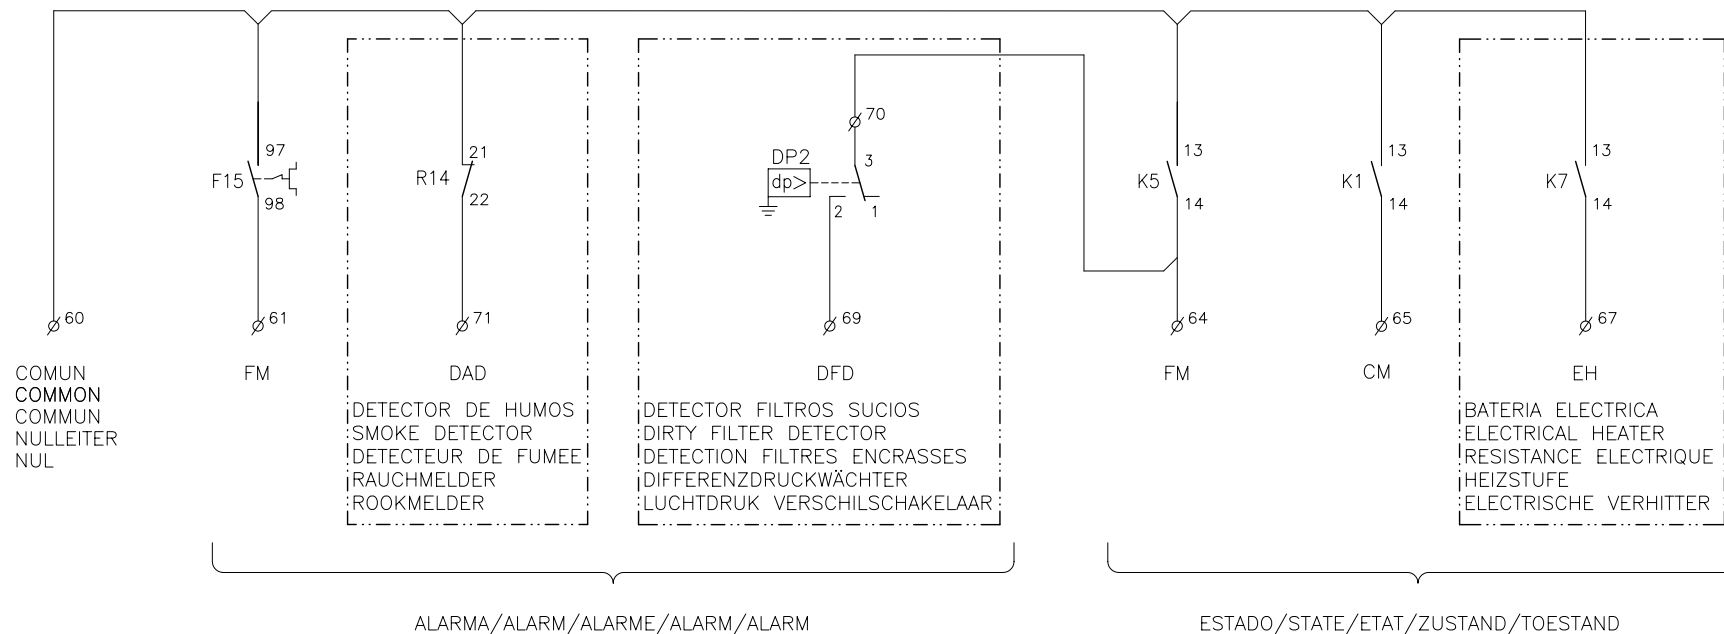 97
F15
98
21
R14
22
70
DP2
dp>
3
2
1
13
K5
14
13
K1
14
13
K7
14
60
61
71
69
64
65
67
COMUN
COMMON
COMMUN
NULLEITER
NUL
FM
DAD
DETECTOR DE HUMOS
SMOKE DETECTOR
DETECTEUR DE FUMEE
RAUCHMELDER
ROOKMELDER
DFD
DETECTOR FILTROS SUCIOS
DIRTY FILTER DETECTOR
DETECTION FILTRES ENCRASSES
DIFFERENZDRUCKWÄCHTER
LUCHTDRUK VERSCHILSCHAKELAAR
FM
CM
EH
BATERIA ELECTRICA
ELECTRICAL HEATER
RESISTANCE ELECTRIQUE
HEIZSTUFE
ELECTRISCHE VERHITTER
ALARMA/ALARM/ALARME/ALARM/ALARM
ESTADO/STATE/ETAT/ZUSTAND/TOESTAND